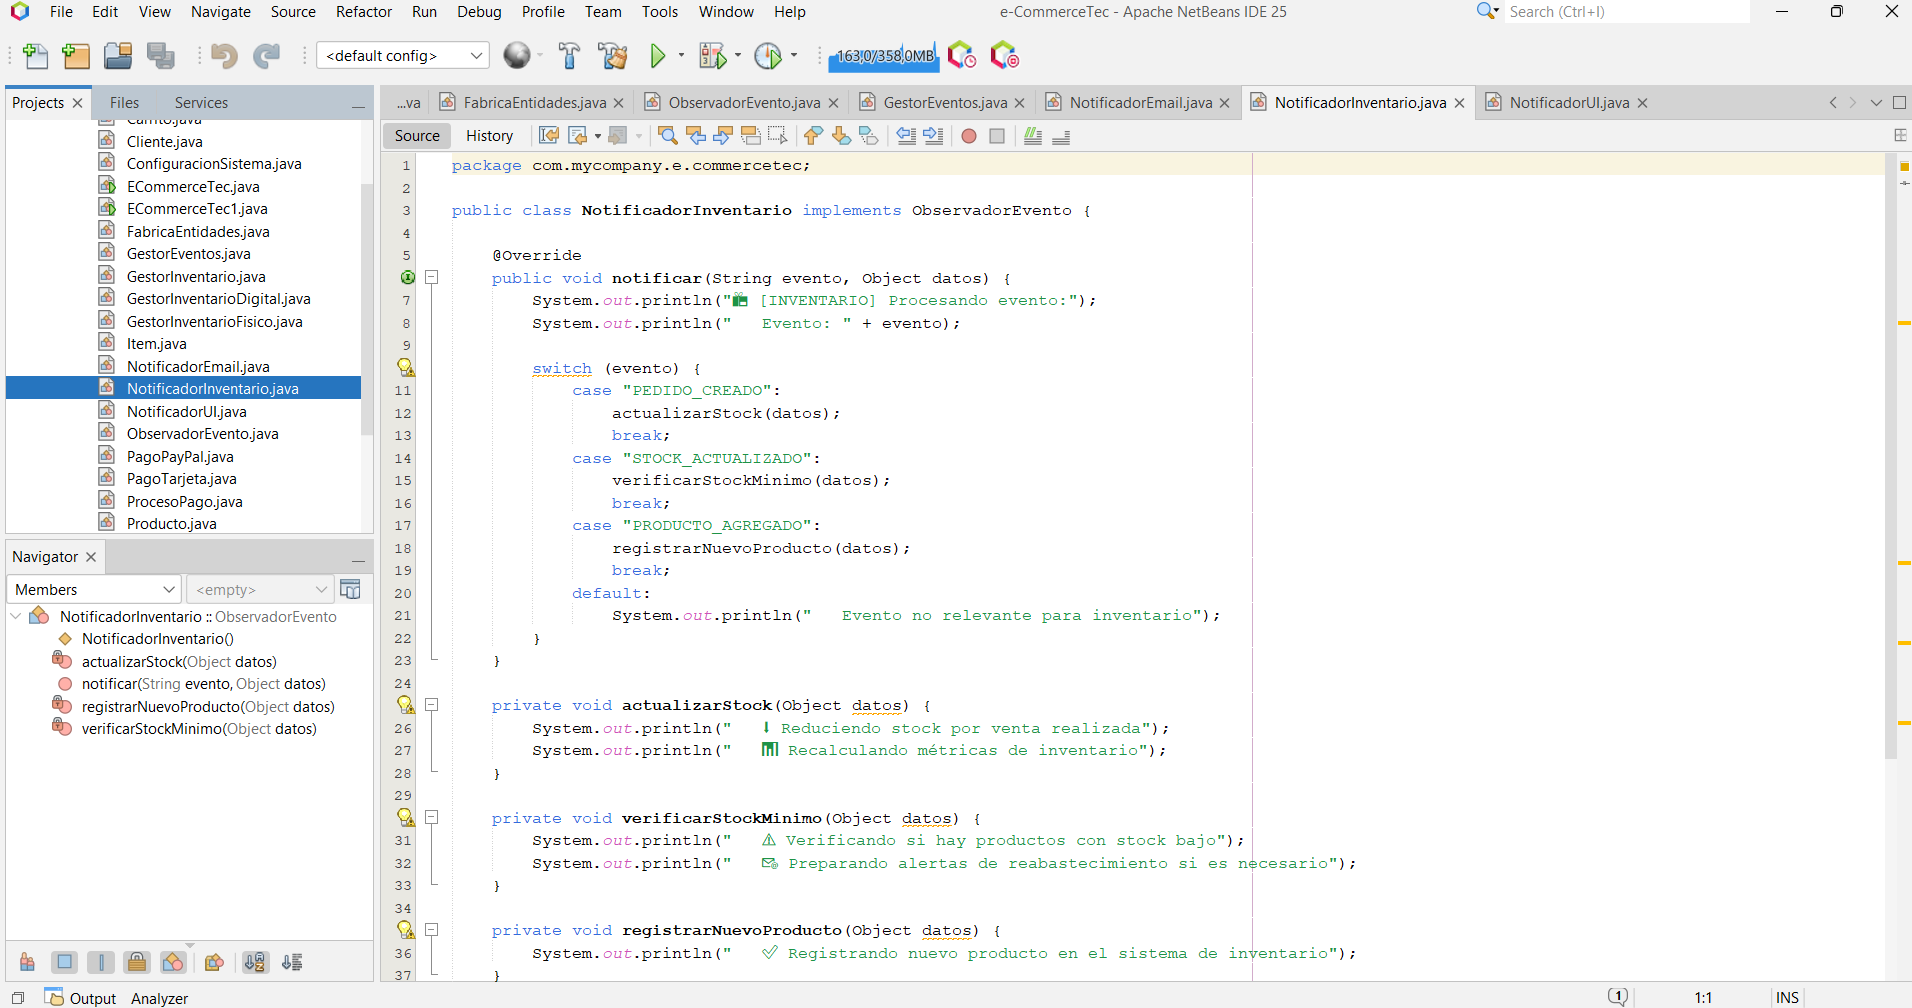 File Edit View Navigate Source Refactor Run Debug Profile Team Tools Window Help
e-CommerceTec - Apache NetBeans IDE 25
Search (Ctrl+I)
<default config>
163,0/358,0MB
Projects Files Services
...va FabricaEntidades.java ObservadorEvento.java GestorEventos.java NotificadorEmail.java NotificadorInventario.java NotificadorUI.java
Source History
Carrito.java
Cliente.java
ConfiguracionSistema.java
ECommerceTec.java
ECommerceTec1.java
FabricaEntidades.java
GestorEventos.java
GestorInventario.java
GestorInventarioDigital.java
GestorInventarioFisico.java
Item.java
NotificadorEmail.java
NotificadorInventario.java
NotificadorUI.java
ObservadorEvento.java
PagoPayPal.java
PagoTarjeta.java
ProcesoPago.java
Producto.java
Navigator
Members <empty>
NotificadorInventario :: ObservadorEvento
NotificadorInventario()
actualizarStock(Object datos)
notificar(String evento, Object datos)
registrarNuevoProducto(Object datos)
verificarStockMinimo(Object datos)
1 package com.mycompany.e.commercetec;
2
3 public class NotificadorInventario implements ObservadorEvento {
4
5 @Override
public void notificar(String evento, Object datos) {
7 System.out.println("📦 [INVENTARIO] Procesando evento:");
8 System.out.println("   Evento: " + evento);
9
switch (evento) {
11 case "PEDIDO_CREADO":
12 actualizarStock(datos);
13 break;
14 case "STOCK_ACTUALIZADO":
15 verificarStockMinimo(datos);
16 break;
17 case "PRODUCTO_AGREGADO":
18 registrarNuevoProducto(datos);
19 break;
20 default:
21 System.out.println("   Evento no relevante para inventario");
22 }
23 }
24
private void actualizarStock(Object datos) {
26 System.out.println("   ⬇ Reduciendo stock por venta realizada");
27 System.out.println("   📊 Recalculando métricas de inventario");
28 }
29
private void verificarStockMinimo(Object datos) {
31 System.out.println("   ⚠ Verificando si hay productos con stock bajo");
32 System.out.println("   📧 Preparando alertas de reabastecimiento si es necesario");
33 }
34
private void registrarNuevoProducto(Object datos) {
36 System.out.println("   ✅ Registrando nuevo producto en el sistema de inventario");
37 }
Output Analyzer
1 1:1 INS